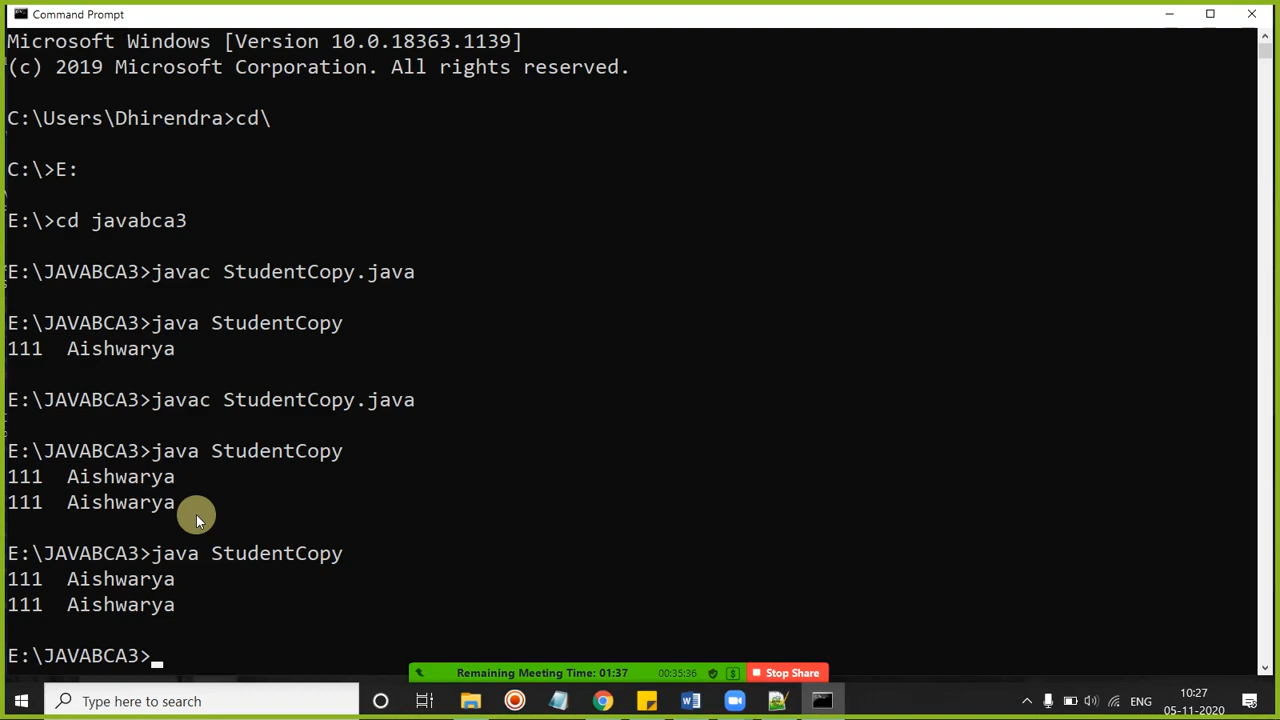 Command Prompt
Microsoft Windows [Version 10.0.18363.1139]
(c) 2019 Microsoft Corporation. All rights reserved.
C:\Users\Dhirendra>cd\
C:\>E:
E:\>cd javabca3
E:\JAVABCA3>javac StudentCopy.java
E:\JAVABCA3>java StudentCopy
111  Aishwarya
E:\JAVABCA3>javac StudentCopy.java
E:\JAVABCA3>java StudentCopy
111  Aishwarya
111  Aishwarya
E:\JAVABCA3>java StudentCopy
111  Aishwarya
111  Aishwarya
E:\JAVABCA3>
Remaining Meeting Time: 01:37 00:35:36 $ Stop Share
Type here to search
ENG
10:27
05-11-2020